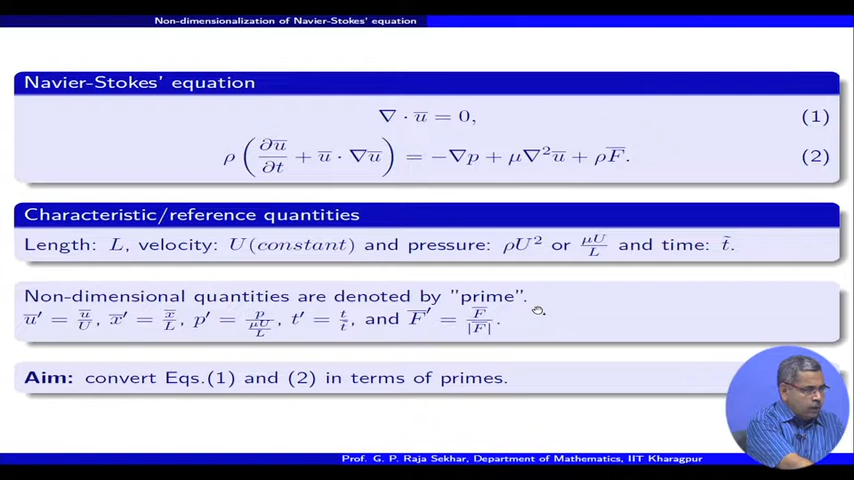 Non-dimensionalization of Navier-Stokes' equation
Navier-Stokes' equation
∇ · u̅ = 0, (1)
ρ ( ∂u̅/∂t + u̅ · ∇u̅ ) = −∇p + μ∇²u̅ + ρF̅. (2)
Characteristic/reference quantities
Length: L, velocity: U(constant) and pressure: ρU² or μU/L and time: t̃.
Non-dimensional quantities are denoted by "prime".
u̅′ = u̅/U, x̅′ = x̅/L, p′ = p/(μU/L), t′ = t/t̃, and F̅′ = F̅/|F̅|.
Aim: convert Eqs.(1) and (2) in terms of primes.
Prof. G. P. Raja Sekhar, Department of Mathematics, IIT Kharagpur